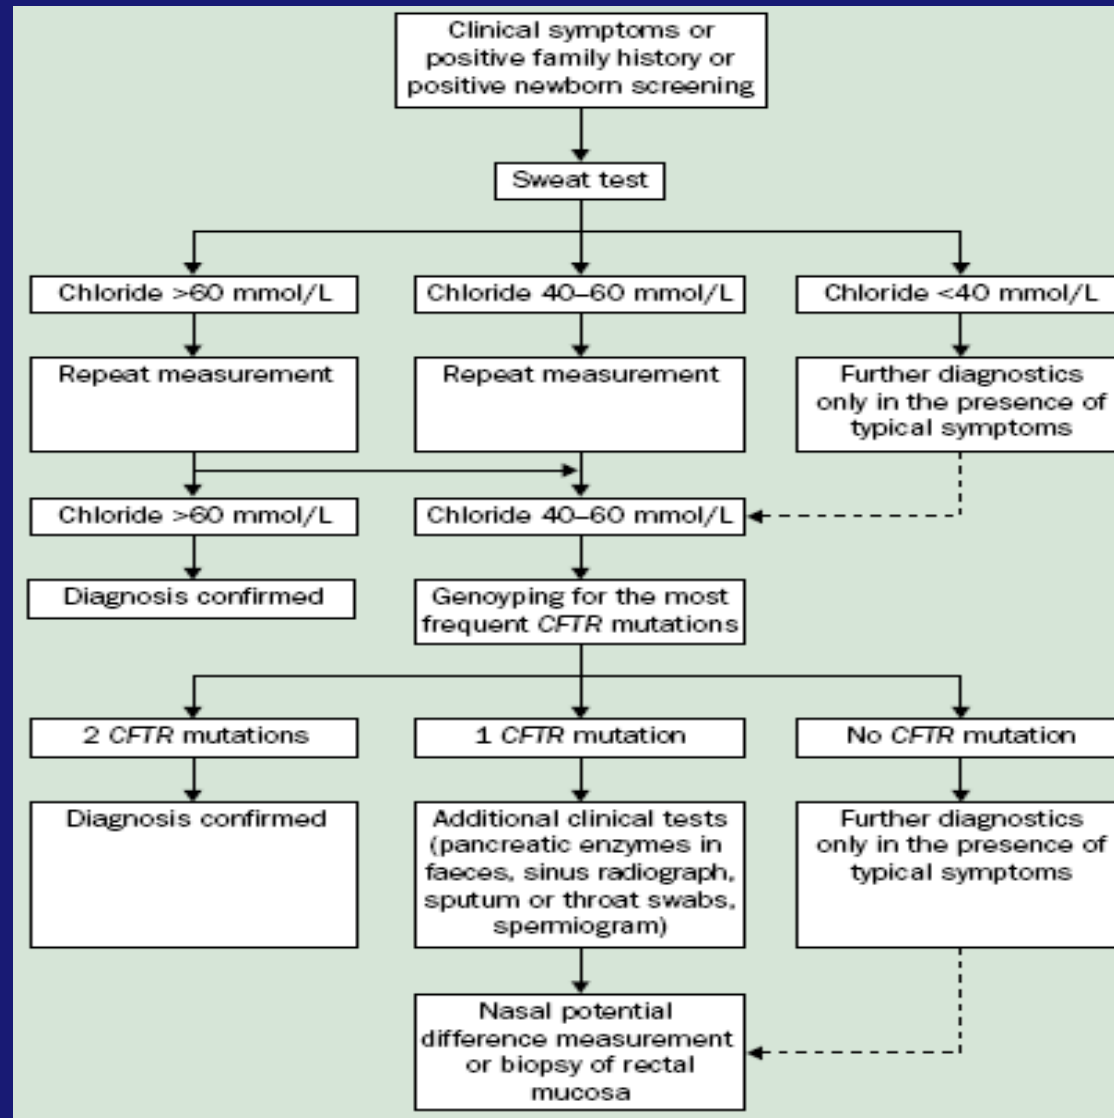 Clinical symptoms or
positive family history or
positive newborn screening
Sweat test
Chloride >60 mmol/L
Chloride 40–60 mmol/L
Chloride <40 mmol/L
Repeat measurement
Repeat measurement
Further diagnostics
only in the presence of
typical symptoms
Chloride >60 mmol/L
Chloride 40–60 mmol/L
Diagnosis confirmed
Genoyping for the most
frequent CFTR mutations
2 CFTR mutations
1 CFTR mutation
No CFTR mutation
Diagnosis confirmed
Additional clinical tests
(pancreatic enzymes in
faeces, sinus radiograph,
sputum or throat swabs,
spermiogram)
Further diagnostics
only in the presence of
typical symptoms
Nasal potential
difference measurement
or biopsy of rectal
mucosa